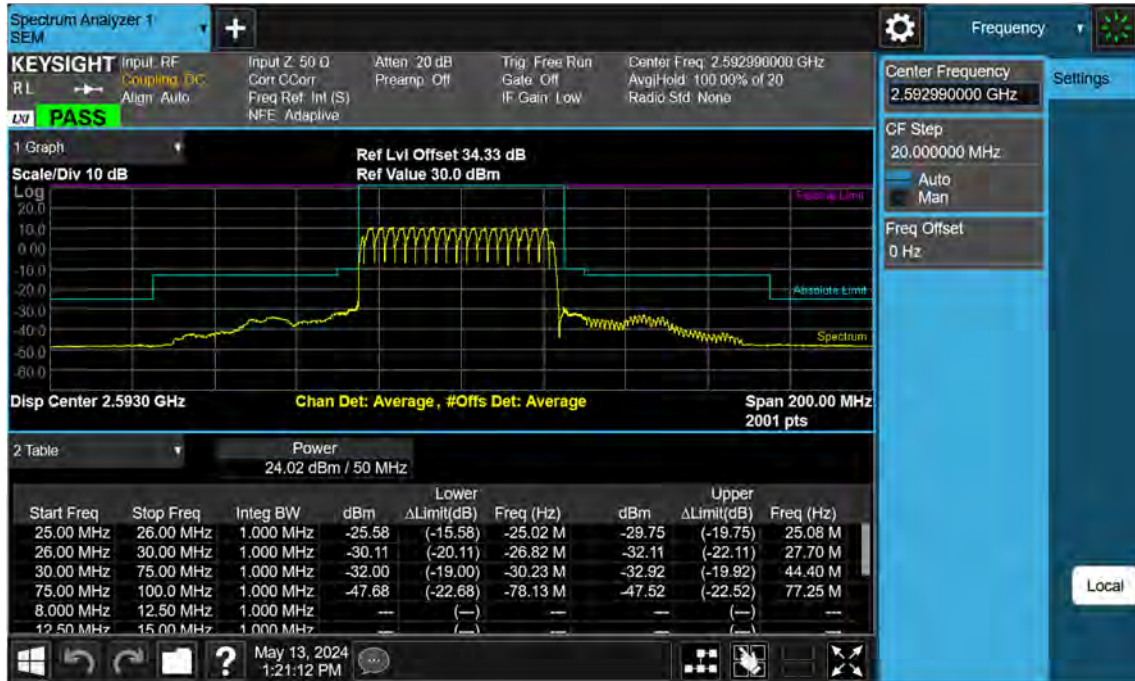 Spectrum Analyzer 1
SEM
Frequency
KEYSIGHT
RL
LXI
PASS
Input: RF
Coupling: DC
Align: Auto
Input Z: 50 Ω
Corr CCorr
Freq Ref: Int (S)
NFE: Adaptive
Atten: 20 dB
Preamp: Off
Trig: Free Run
Gate: Off
IF Gain: Low
Center Freq: 2.592990000 GHz
Avg|Hold: 100.00% of 20
Radio Std: None
Center Frequency
2.592990000 GHz
Settings
CF Step
20.000000 MHz
Auto
Man
Freq Offset
0 Hz
Local
1 Graph
Scale/Div 10 dB
Ref Lvl Offset 34.33 dB
Ref Value 30.0 dBm
Log
20.0
10.0
0.00
-10.0
-20.0
-30.0
-40.0
-50.0
-60.0
Absolute Limit
Spectrum
Disp Center 2.5930 GHz
Chan Det: Average, #Offs Det: Average
Span 200.00 MHz
2001 pts
2 Table
Power
24.02 dBm / 50 MHz
Lower Upper
Start Freq Stop Freq Integ BW dBm ΔLimit(dB) Freq (Hz) dBm ΔLimit(dB) Freq (Hz)
25.00 MHz 26.00 MHz 1.000 MHz -25.58 (-15.58) -25.02 M -29.75 (-19.75) 25.08 M
26.00 MHz 30.00 MHz 1.000 MHz -30.11 (-20.11) -26.82 M -32.11 (-22.11) 27.70 M
30.00 MHz 75.00 MHz 1.000 MHz -32.00 (-19.00) -30.23 M -32.92 (-19.92) 44.40 M
75.00 MHz 100.0 MHz 1.000 MHz -47.68 (-22.68) -78.13 M -47.52 (-22.52) 77.25 M
8.000 MHz 12.50 MHz 1.000 MHz --- (---) --- --- (---) ---
12.50 MHz 15.00 MHz 1.000 MHz --- (---) --- --- (---) ---
May 13, 2024
1:21:12 PM